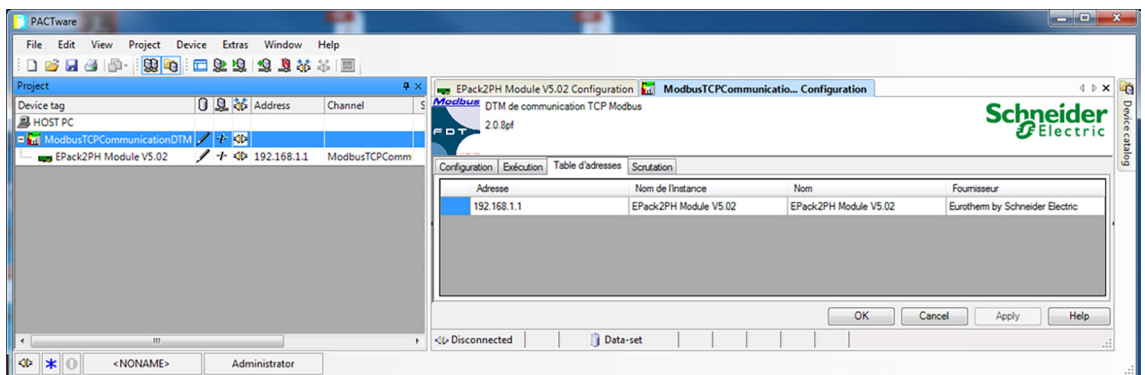 PACTware
File Edit View Project Device Extras Window Help
Project
Device tag Address Channel S
HOST PC
ModbusTCPCommunicationDTM
EPack2PH Module V5.02 192.168.1.1 ModbusTCPComm
EPack2PH Module V5.02 Configuration ModbusTCPCommunicatio... Configuration
Modbus
FDT
DTM de communication TCP Modbus
2.0.8pf
Schneider
Electric
Configuration Exécution Table d'adresses Scrutation
Adresse Nom de l'instance Nom Fournisseur
192.168.1.1 EPack2PH Module V5.02 EPack2PH Module V5.02 Eurotherm by Schneider Electric
OK Cancel Apply Help
Disconnected Data-set
Device catalog
<NONAME> Administrator